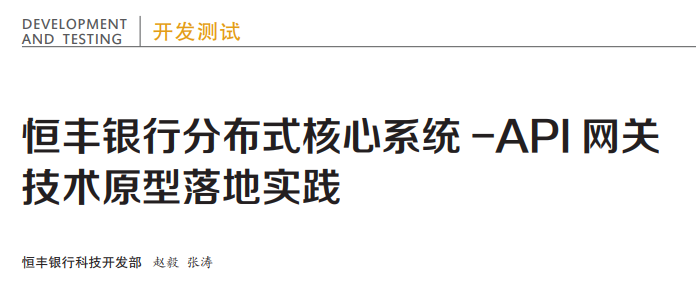 DEVELOPMENT
AND TESTING
开发测试
恒丰银行分布式核心系统 -API 网关
技术原型落地实践
恒丰银行科技开发部 赵毅 张涛